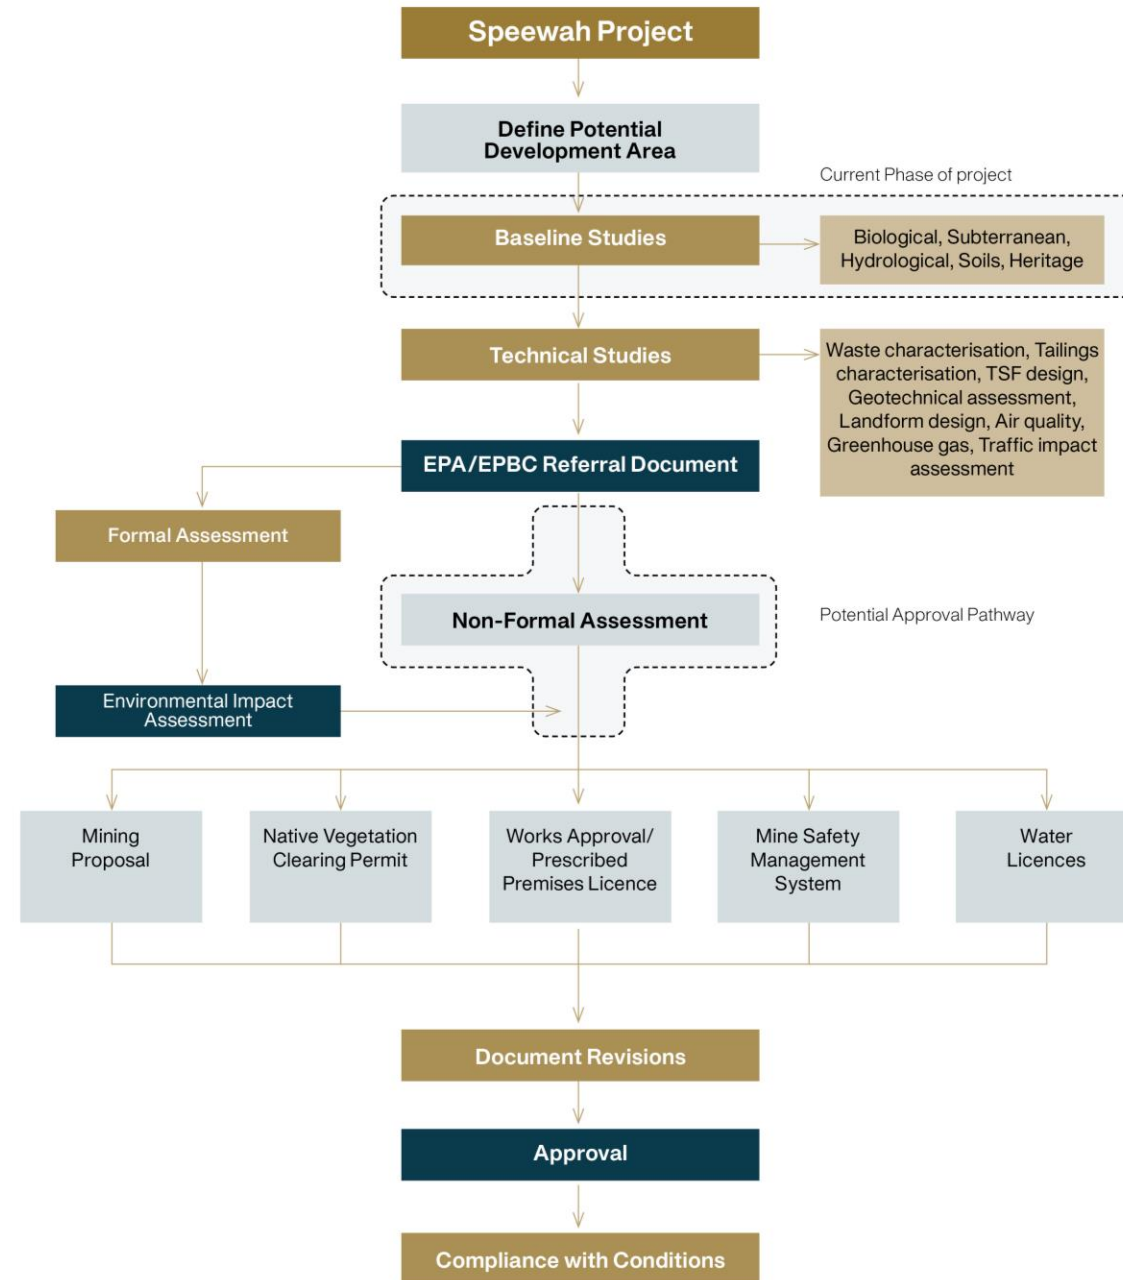 Speewah Project
Define Potential
Development Area
Current Phase of project
Baseline Studies
Biological, Subterranean,
Hydrological, Soils, Heritage
Technical Studies
Waste characterisation, Tailings
characterisation, TSF design,
Geotechnical assessment,
Landform design, Air quality,
Greenhouse gas, Traffic impact
assessment
EPA/EPBC Referral Document
Formal Assessment
Non-Formal Assessment
Potential Approval Pathway
Environmental Impact
Assessment
Mining
Proposal
Native Vegetation
Clearing Permit
Works Approval/
Prescribed
Premises Licence
Mine Safety
Management
System
Water
Licences
Document Revisions
Approval
Compliance with Conditions